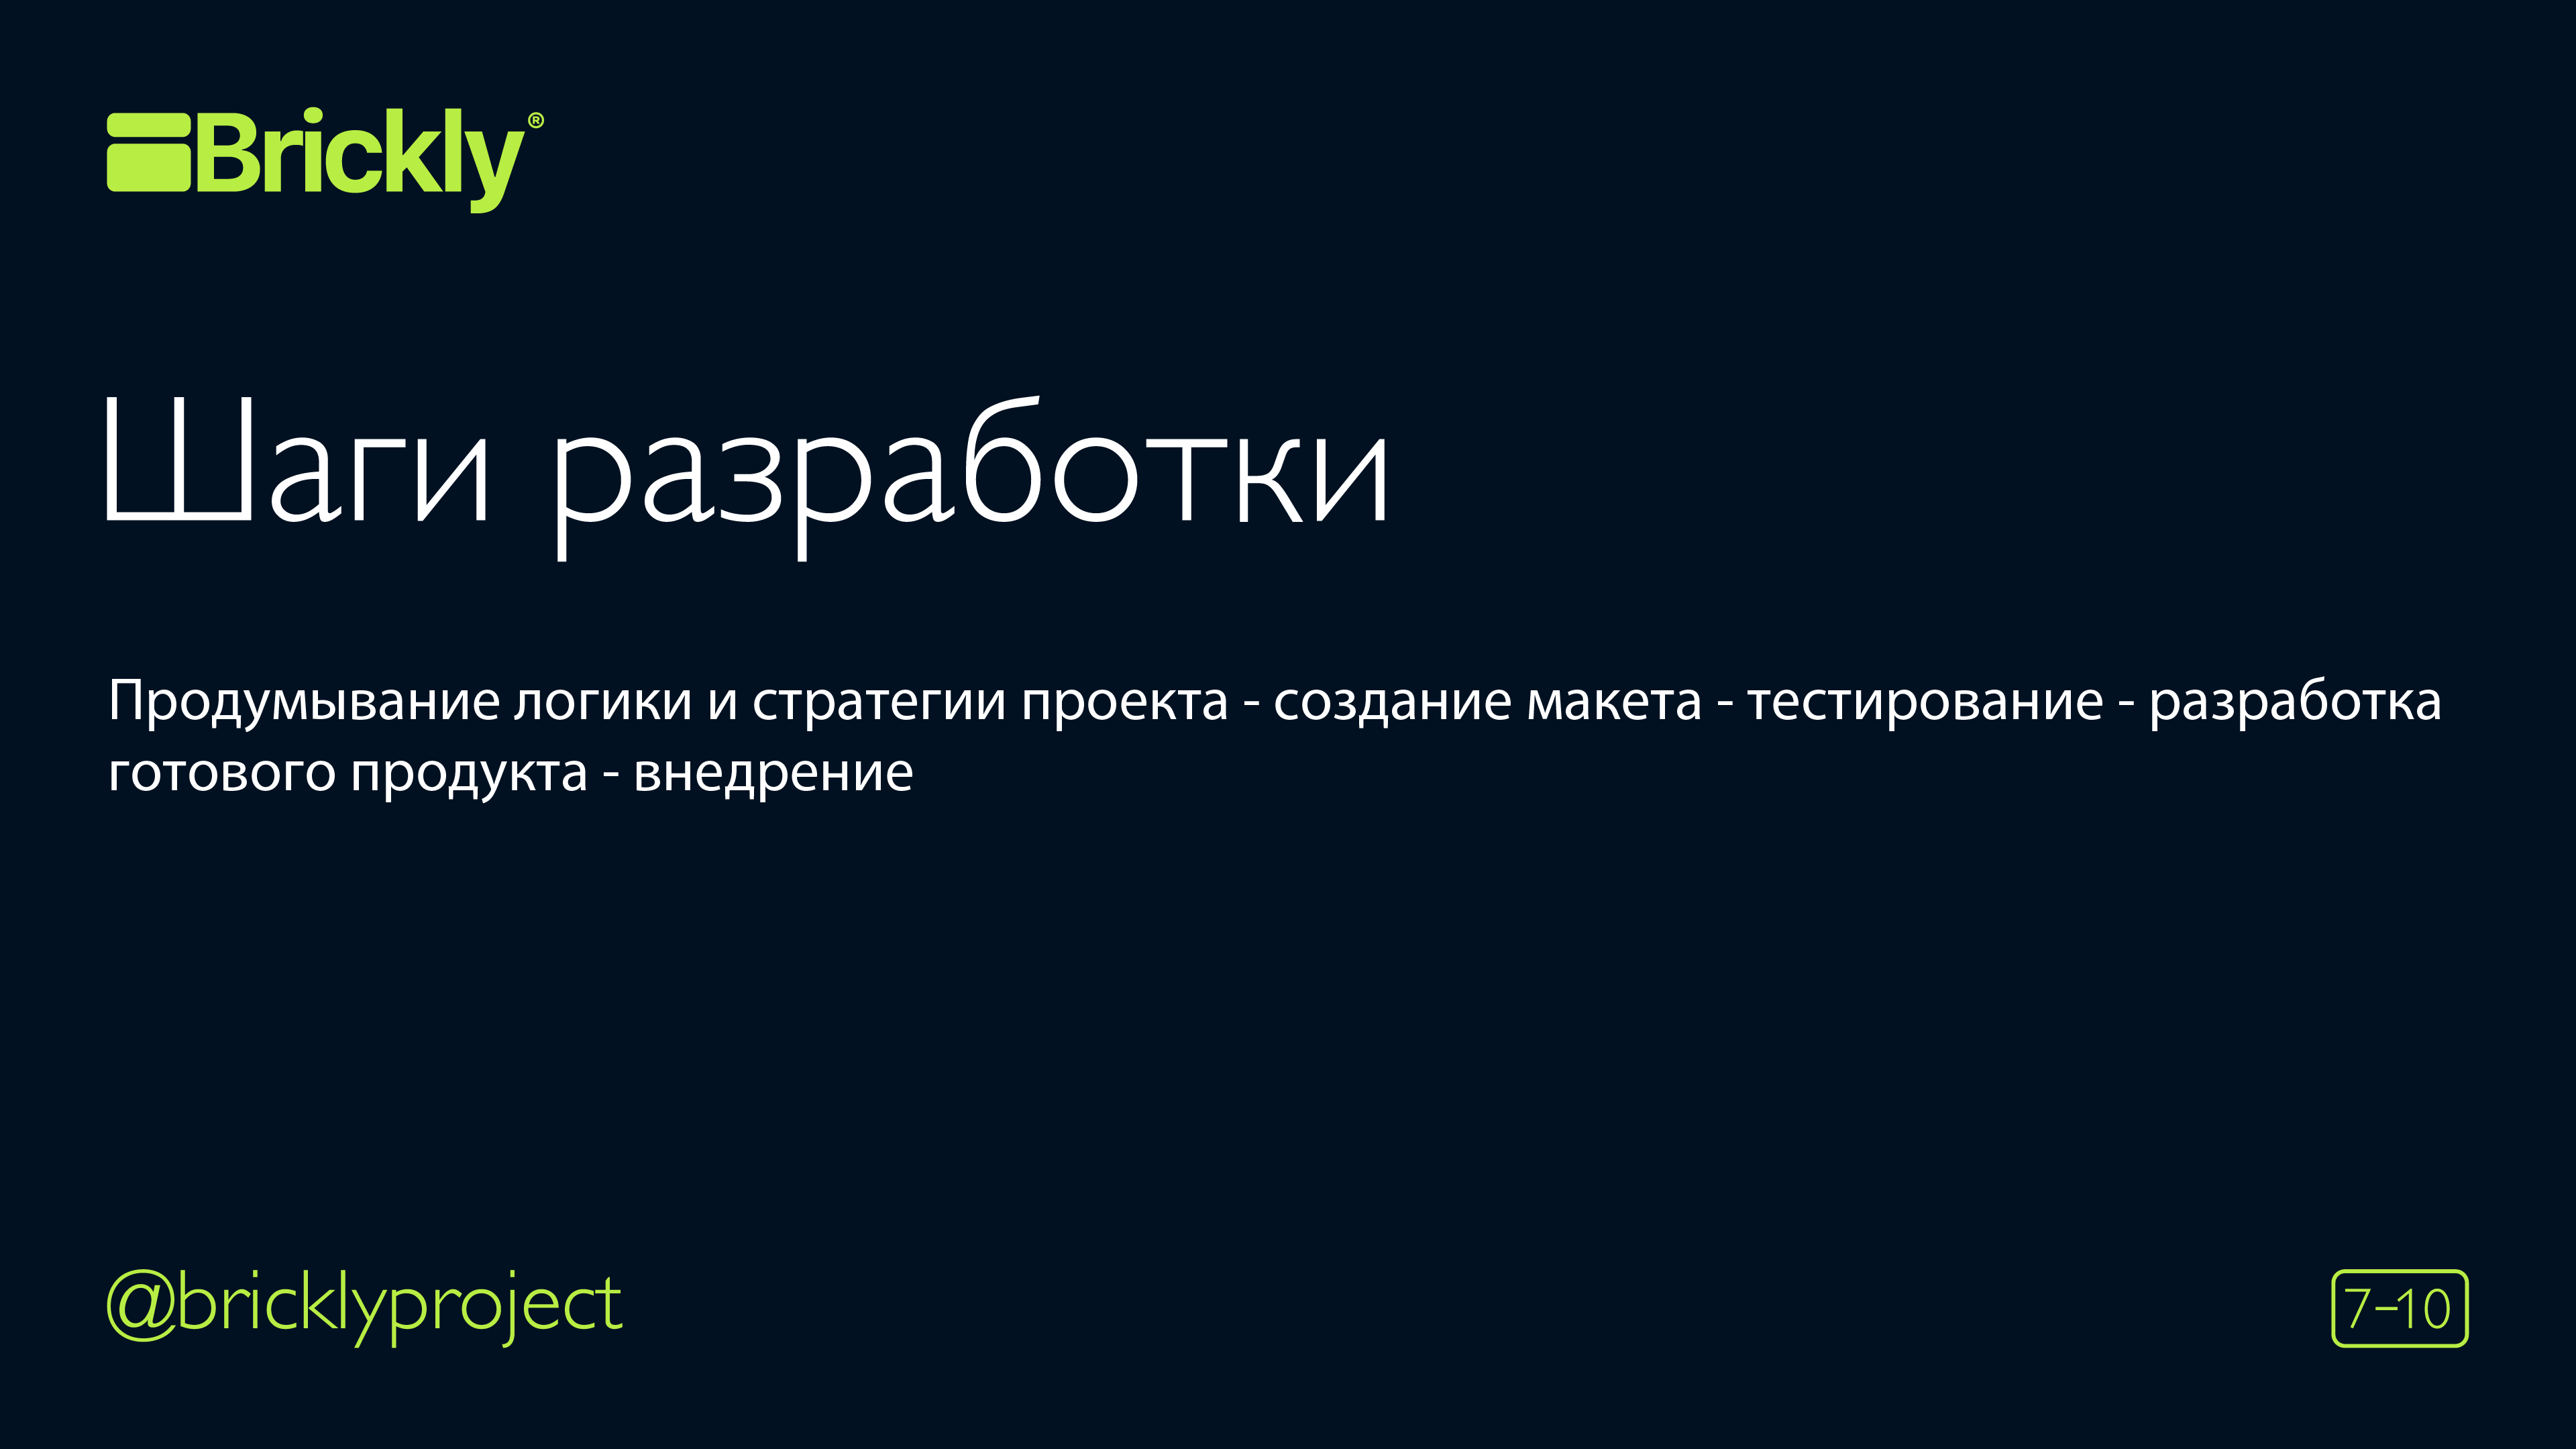 Brickly®
Шаги разработки
Продумывание логики и стратегии проекта - создание макета - тестирование - разработка
готового продукта - внедрение
@bricklyproject
7–10